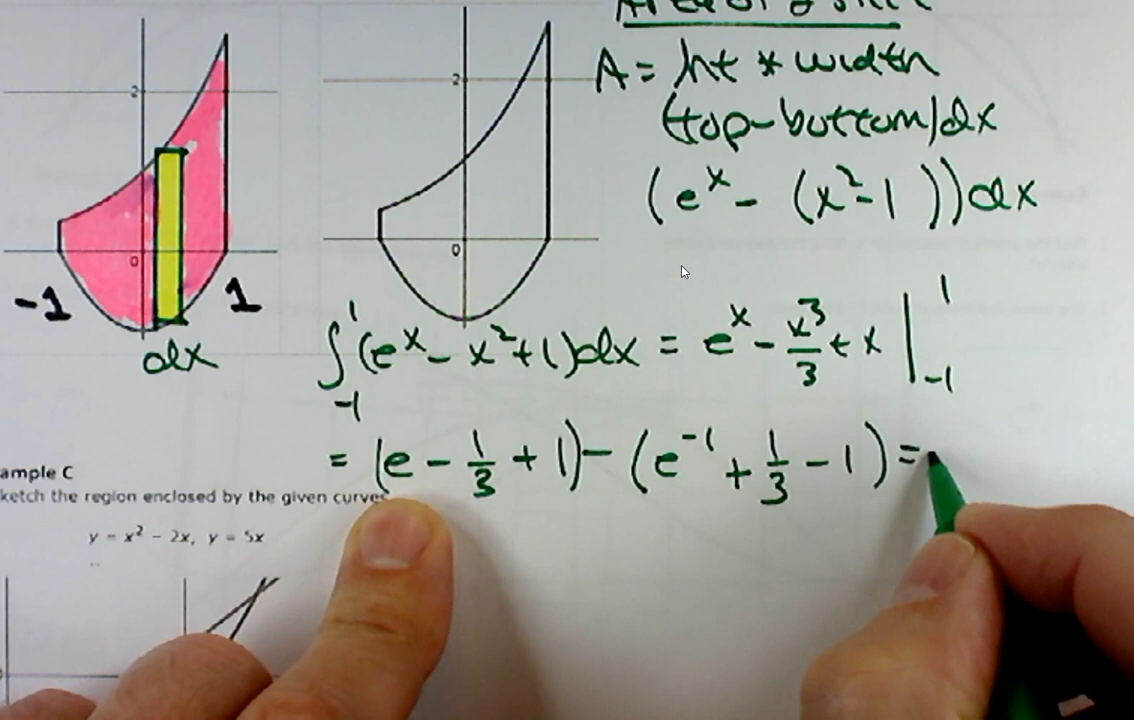 Area of a slice
A = ht * width
(top-bottom)dx
(e^x - (x^2-1))dx
2
2
0
0
-1
1
dx
∫_{-1}^{1}(e^x - x^2+1)dx = e^x - x^3/3 + x |_{-1}^{1}
= (e - 1/3 + 1) - (e^{-1} + 1/3 - 1) =
ample C
ketch the region enclosed by the given curves
y = x^2 - 2x, y = 5x